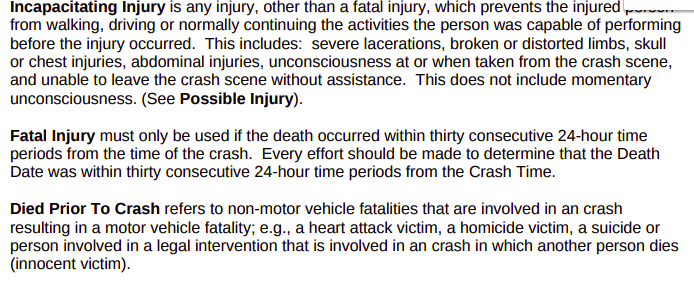 Incapacitating Injury is any injury, other than a fatal injury, which prevents the injured
from walking, driving or normally continuing the activities the person was capable of performing
before the injury occurred.  This includes:  severe lacerations, broken or distorted limbs, skull
or chest injuries, abdominal injuries, unconsciousness at or when taken from the crash scene,
and unable to leave the crash scene without assistance.  This does not include momentary
unconsciousness. (See Possible Injury).
Fatal Injury must only be used if the death occurred within thirty consecutive 24-hour time
periods from the time of the crash.  Every effort should be made to determine that the Death
Date was within thirty consecutive 24-hour time periods from the Crash Time.
Died Prior To Crash refers to non-motor vehicle fatalities that are involved in an crash
resulting in a motor vehicle fatality; e.g., a heart attack victim, a homicide victim, a suicide or
person involved in a legal intervention that is involved in an crash in which another person dies
(innocent victim).